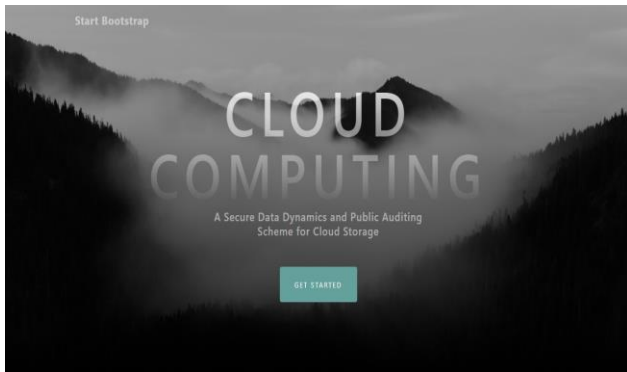 Start Bootstrap
CLOUD
COMPUTING
A Secure Data Dynamics and Public Auditing
Scheme for Cloud Storage
GET STARTED